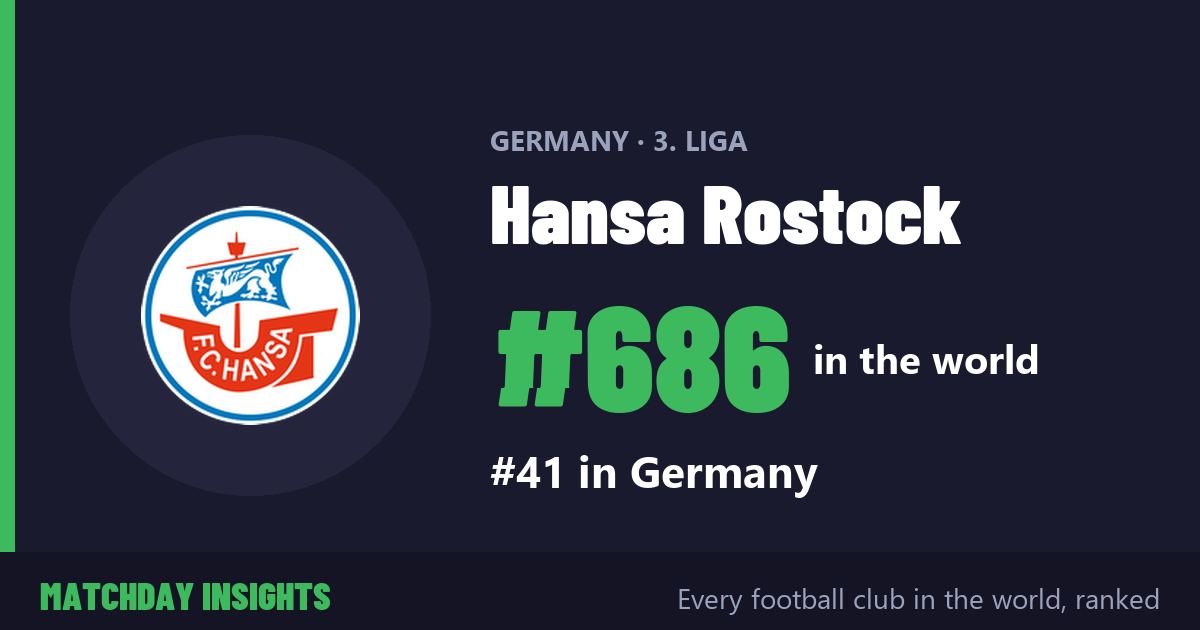 GERMANY · 3. LIGA
Hansa Rostock
F.C. HANSA
#686 in the world
#41 in Germany
MATCHDAY INSIGHTS
Every football club in the world, ranked